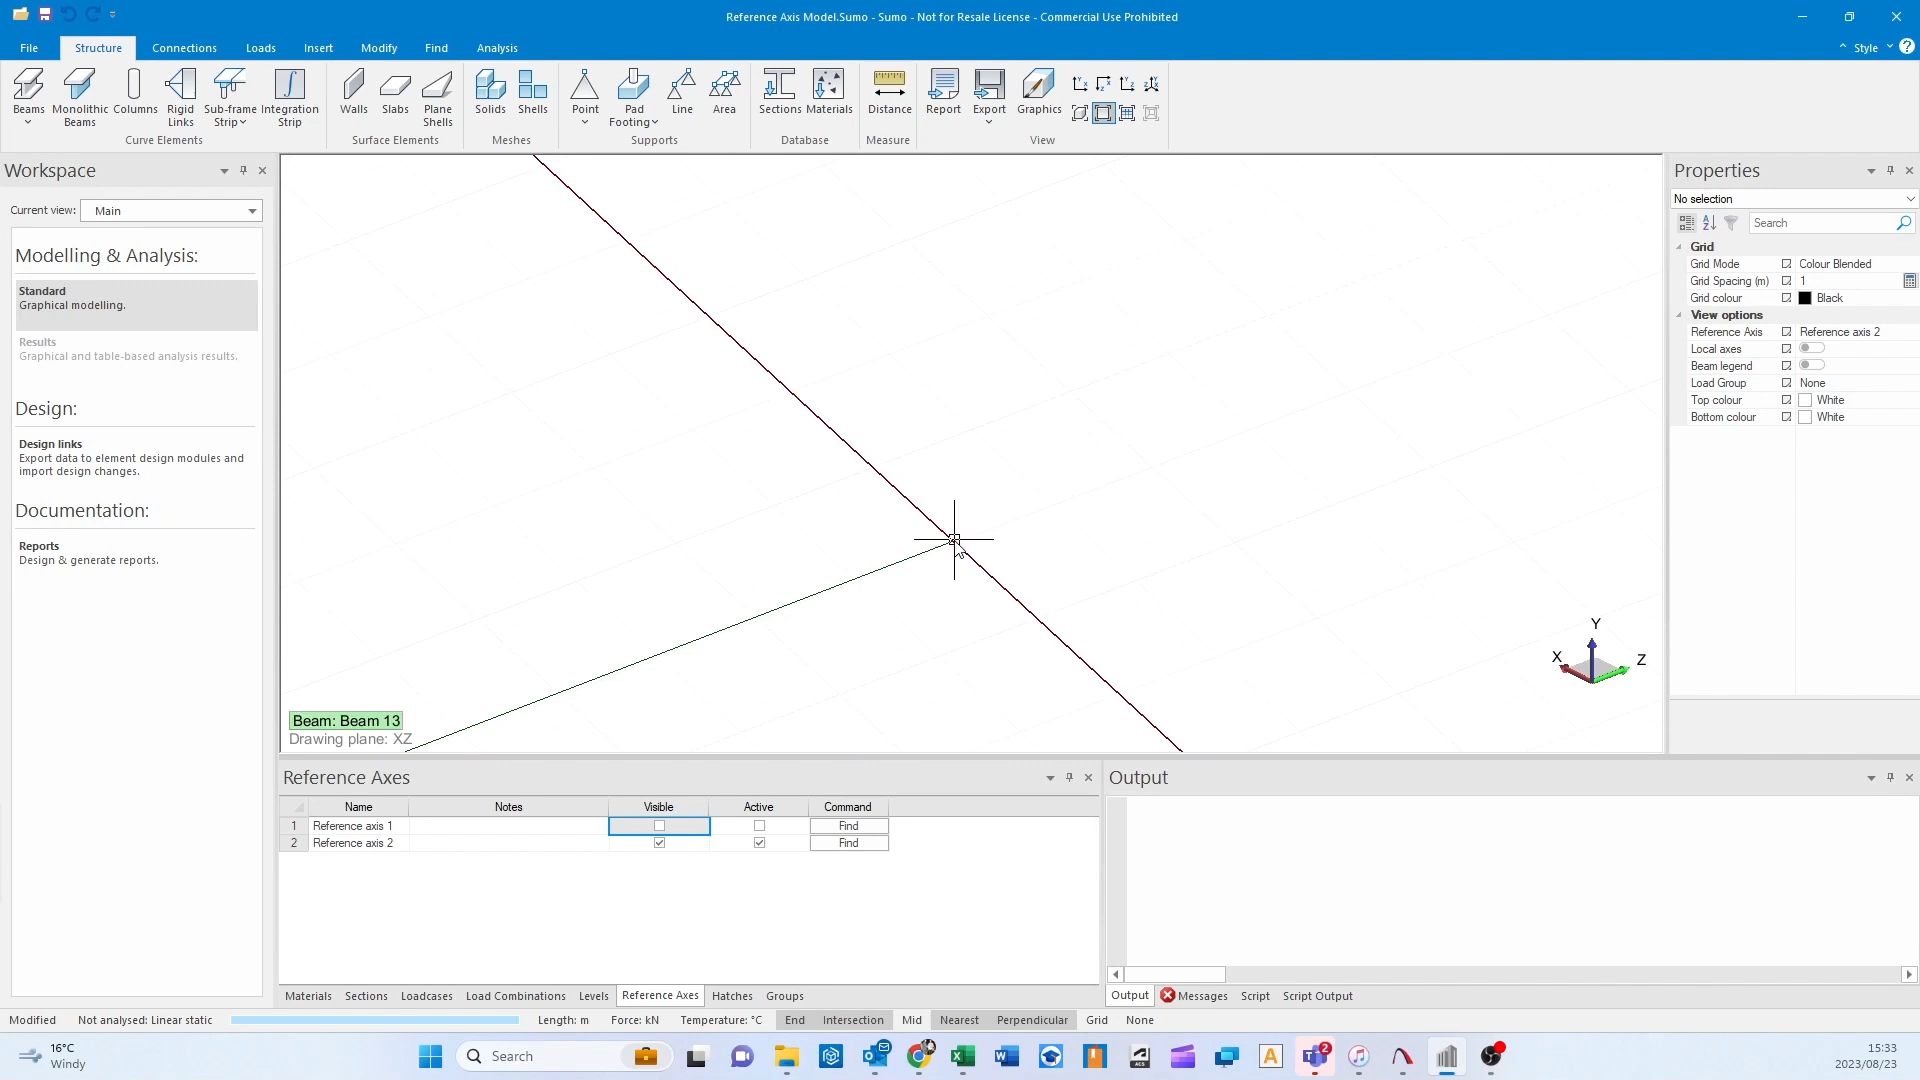 Reference Axis Model.Sumo - Sumo - Not for Resale License - Commercial Use Prohibited
File Structure Connections Loads Insert Modify Find Analysis Style ?
Beams Monolithic Beams Columns Rigid Links Sub-frame Strip Integration Strip
Curve Elements
Walls Slabs Plane Shells
Surface Elements
Solids Shells
Meshes
Point Pad Footing Line Area
Supports
Sections Materials
Database
Distance
Measure
Report Export Graphics
View
Workspace
Current view: Main
Modelling & Analysis:
Standard
Graphical modelling.
Results
Graphical and table-based analysis results.
Design:
Design links
Export data to element design modules and
import design changes.
Documentation:
Reports
Design & generate reports.
Beam: Beam 13
Drawing plane: XZ
Y
X
Z
Properties
No selection
Search
Grid
Grid Mode Colour Blended
Grid Spacing (m) 1
Grid colour Black
View options
Reference Axis Reference axis 2
Local axes
Beam legend
Load Group None
Top colour White
Bottom colour White
Reference Axes
Name Notes Visible Active Command
1 Reference axis 1 Find
2 Reference axis 2 Find
Materials Sections Loadcases Load Combinations Levels Reference Axes Hatches Groups
Output
Output Messages Script Script Output
Modified Not analysed: Linear static Length: m Force: kN Temperature: °C End Intersection Mid Nearest Perpendicular Grid None
16°C
Windy
Search
2
15:33
2023/08/23